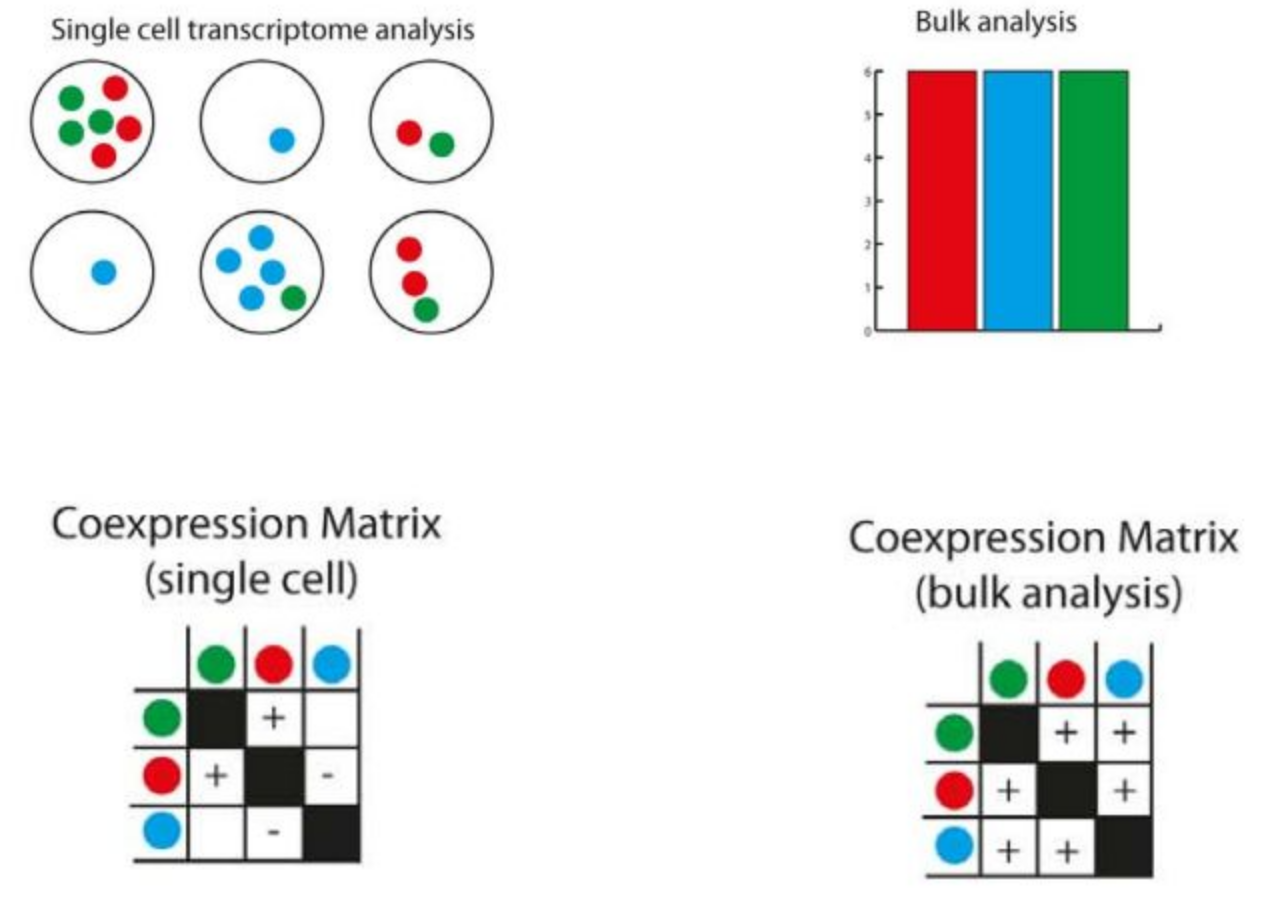 Single cell transcriptome analysis
Bulk analysis
6
5
4
3
2
1
0
Coexpression Matrix
(single cell)
+
+ -
-
Coexpression Matrix
(bulk analysis)
+ +
+ +
+ +